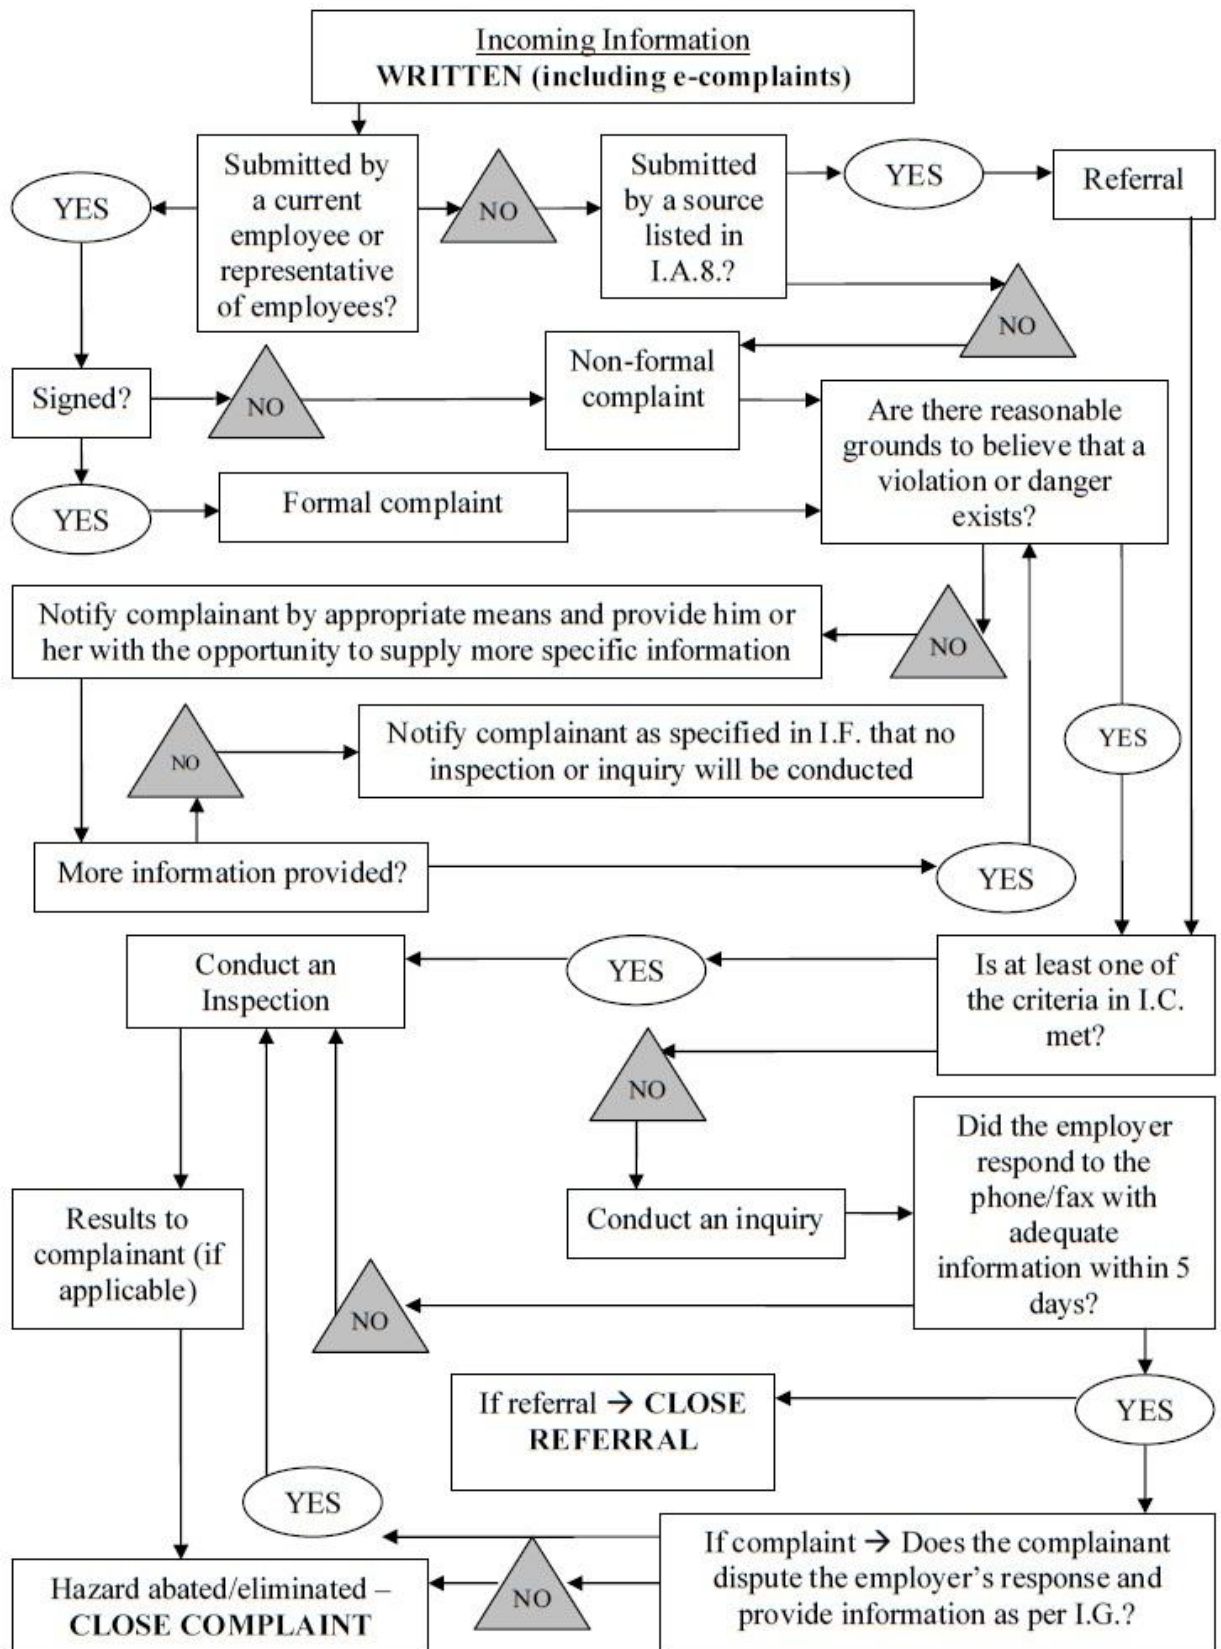 Incoming Information
WRITTEN (including e-complaints)
Submitted by
a current
employee or
representative
of employees?
YES
NO
Submitted
by a source
listed in
I.A.8.?
YES
Referral
NO
Signed?
NO
Non-formal
complaint
Are there reasonable
grounds to believe that a
violation or danger
exists?
YES
Formal complaint
Notify complainant by appropriate means and provide him or
her with the opportunity to supply more specific information
NO
NO
Notify complainant as specified in I.F. that no
inspection or inquiry will be conducted
YES
More information provided?
YES
Conduct an
Inspection
YES
Is at least one of
the criteria in I.C.
met?
NO
Results to
complainant (if
applicable)
Conduct an inquiry
Did the employer
respond to the
phone/fax with
adequate
information within 5
days?
NO
If referral → CLOSE
REFERRAL
YES
YES
Hazard abated/eliminated –
CLOSE COMPLAINT
NO
If complaint → Does the complainant
dispute the employer's response and
provide information as per I.G.?